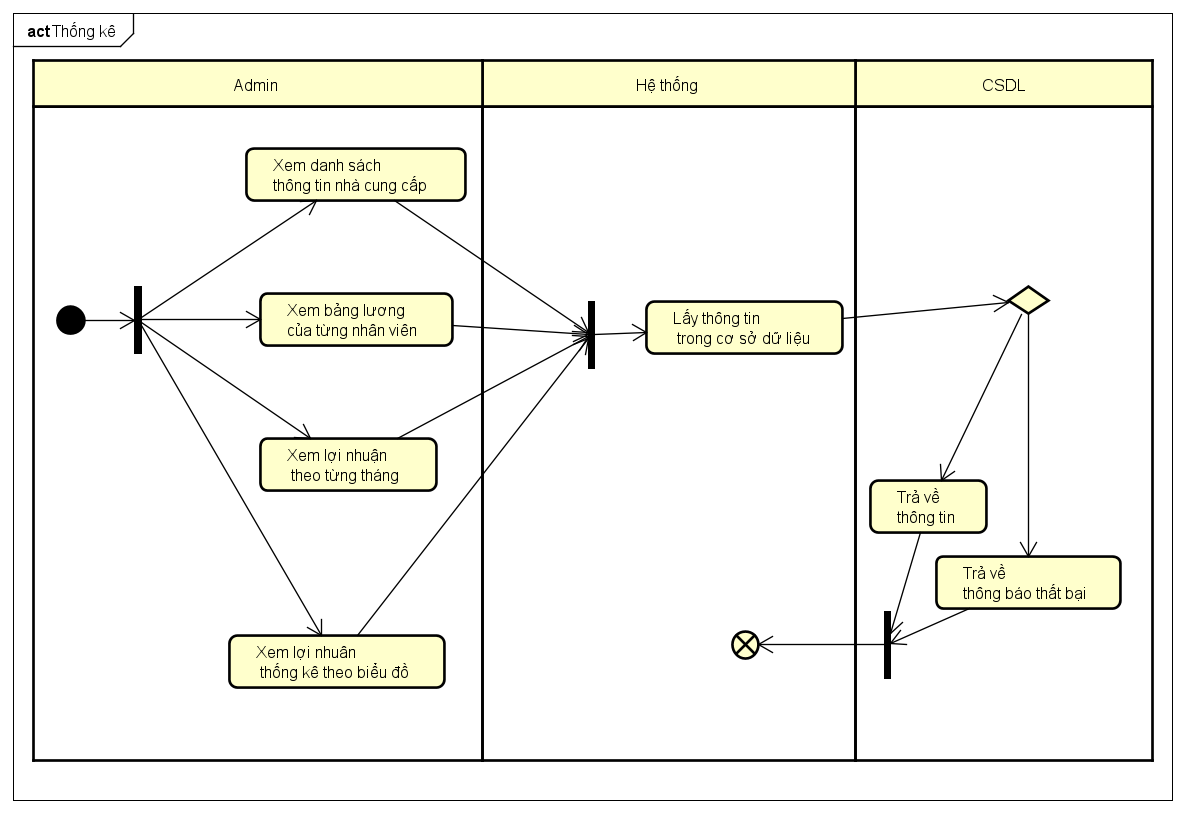 act Thống kê
Admin
Hệ thống
CSDL
Xem danh sách
thông tin nhà cung cấp
Xem bảng lương
của từng nhân viên
Lấy thông tin
trong cơ sở dữ liệu
Xem lợi nhuận
theo từng tháng
Trả về
thông tin
Trả về
thông báo thất bại
Xem lợi nhuân
thống kê theo biểu đồ